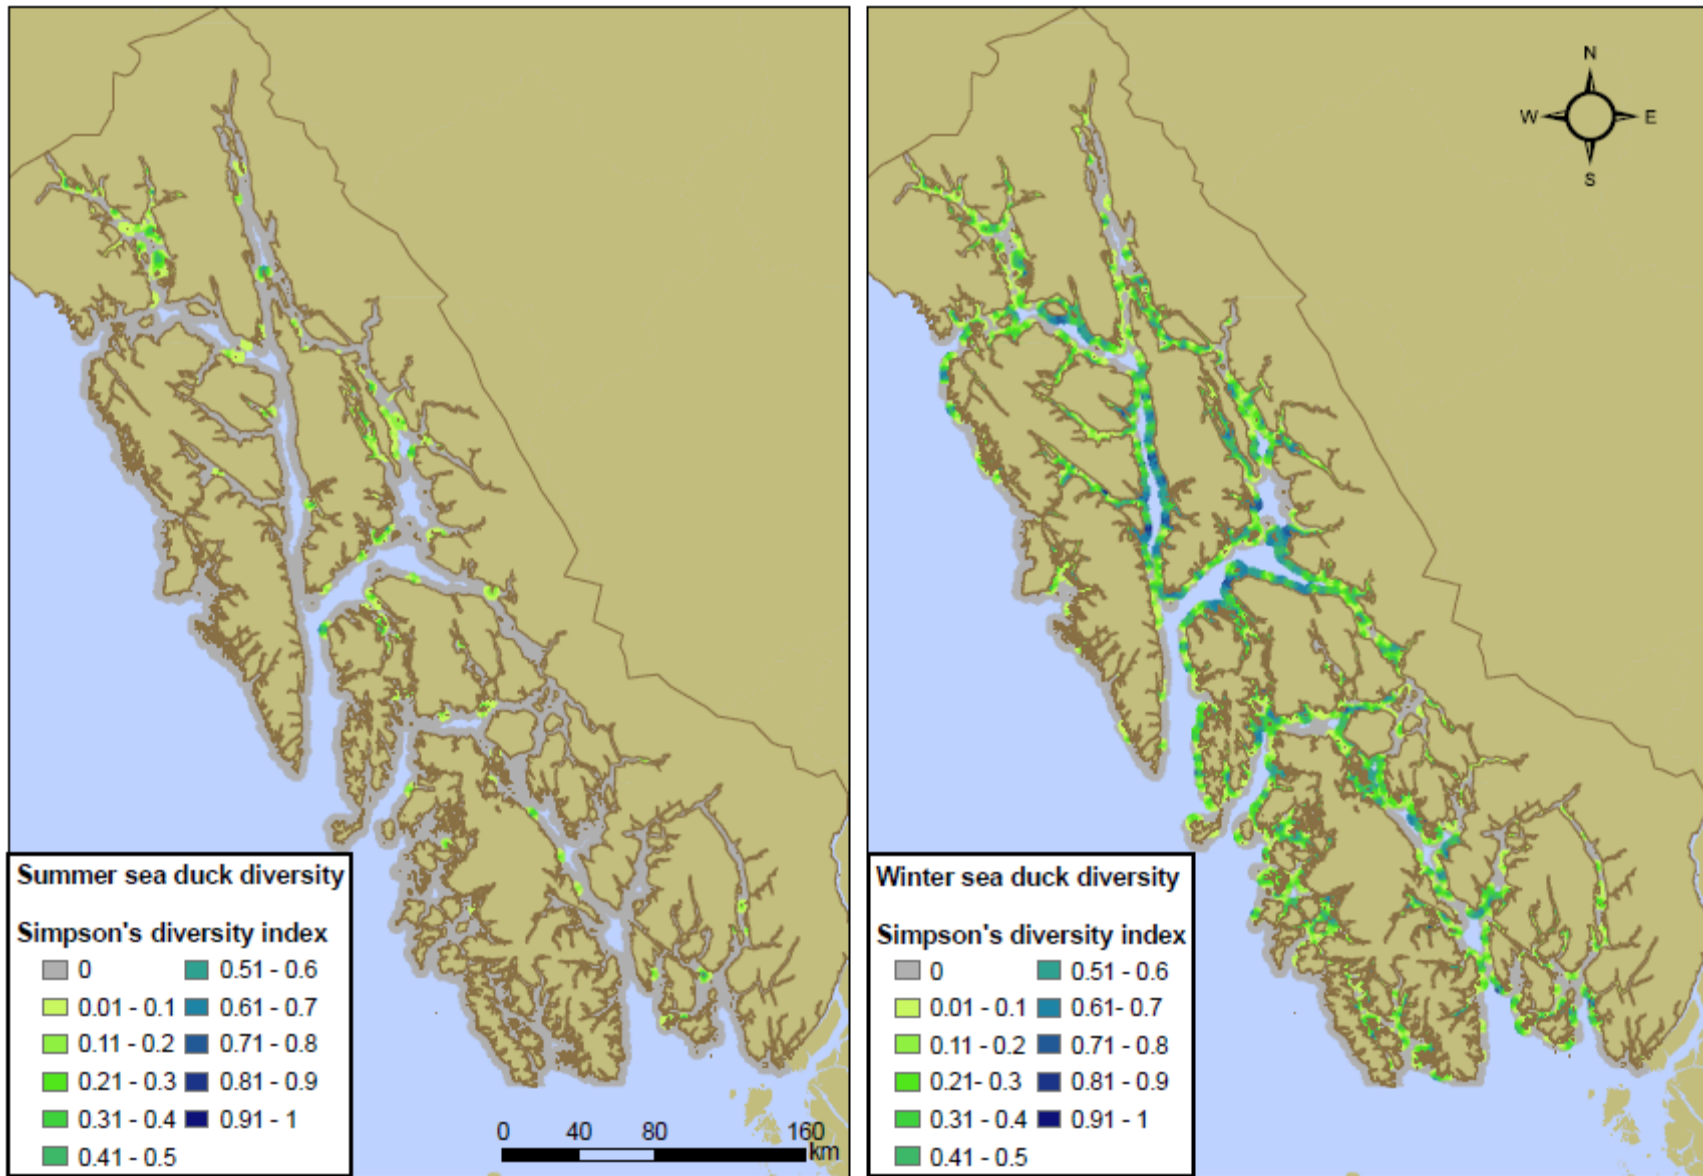 N
W E
S
Summer sea duck diversity
Simpson's diversity index
0 0.51 - 0.6
0.01 - 0.1 0.61 - 0.7
0.11 - 0.2 0.71 - 0.8
0.21 - 0.3 0.81 - 0.9
0.31 - 0.4 0.91 - 1
0.41 - 0.5
0 40 80 160
km
Winter sea duck diversity
Simpson's diversity index
0 0.51 - 0.6
0.01 - 0.1 0.61- 0.7
0.11 - 0.2 0.71 - 0.8
0.21- 0.3 0.81 - 0.9
0.31 - 0.4 0.91 - 1
0.41 - 0.5